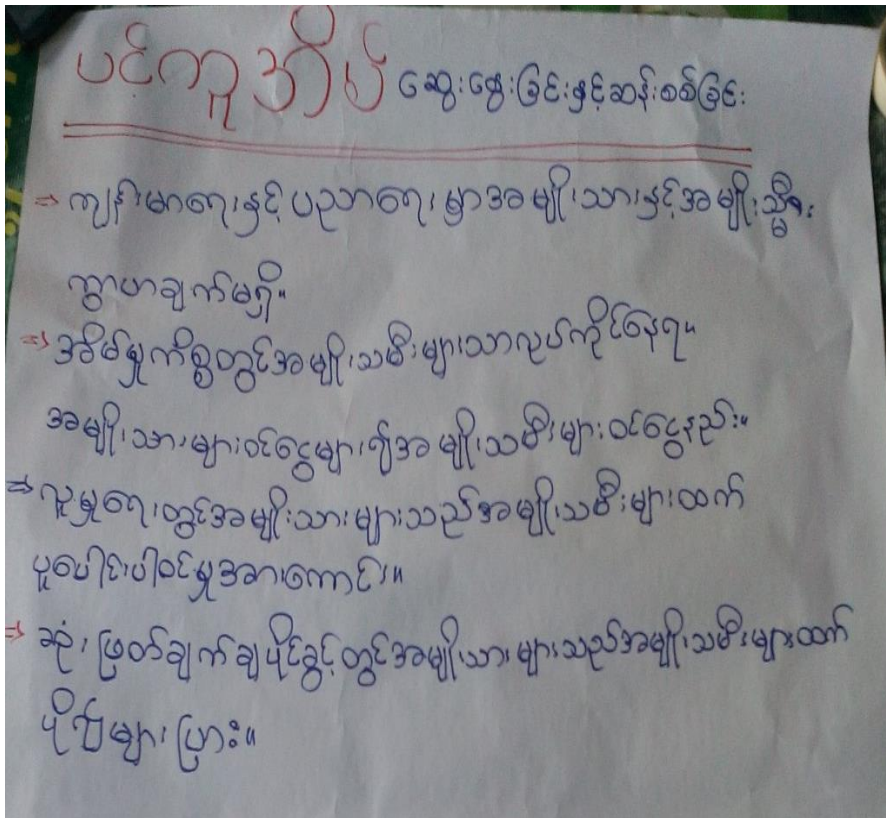 ပင်ကူအိမ် ဆွေးနွေးခြင်းနှင့်ဆန်းစစ်ခြင်း
⇒ ကျန်းမာရေးနှင့်ပညာရေးမှာအမျိုးသားနှင့်အမျိုးသ္မီး
ကွာဟချက်မရှိ။
⇒ အိမ်မှုကိစ္စတွင်အမျိုးသမီးများသာလုပ်ကိုင်နေရ။
အမျိုးသားများဝင်ငွေများ၍အမျိုးသမီးများဝင်ငွေနည်း။
⇒ လူမှုရေးတွင်အမျိုးသားများသည်အမျိုးသမီးများထက်
ပူးပေါင်းပါဝင်မှုအားကောင်း။
⇒ ဆုံးဖြတ်ချက်ချပိုင်ခွင့်တွင်အမျိုးသားများသည်အမျိုးသမီးများထက်
ပို၍များပြား။